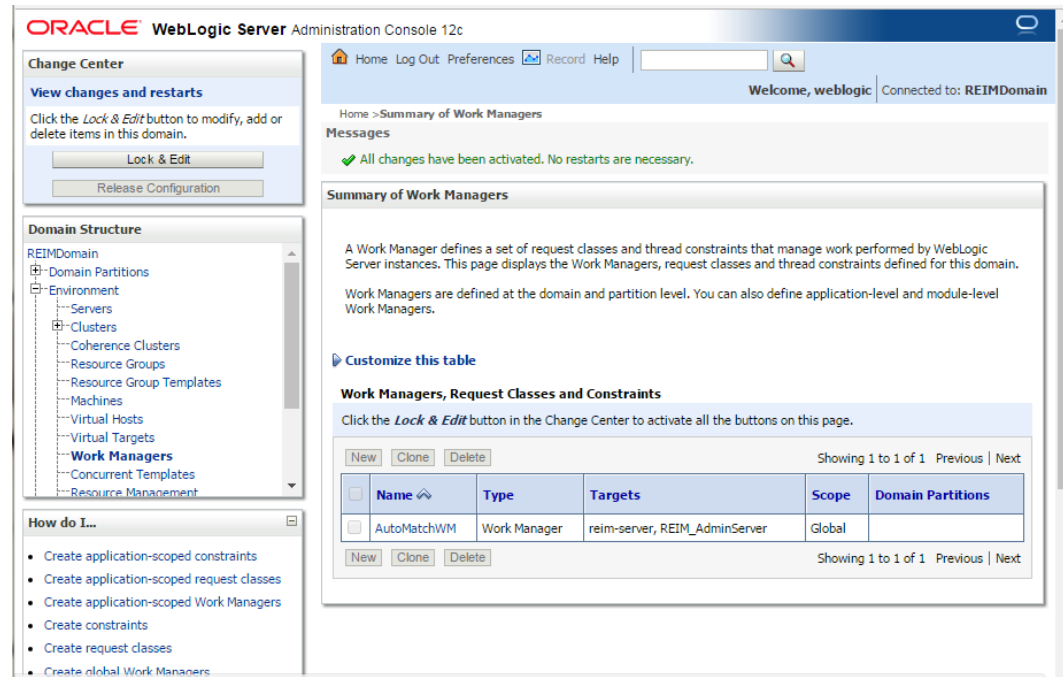 ORACLE WebLogic Server Administration Console 12c
Change Center
View changes and restarts
Click the Lock & Edit button to modify, add or
delete items in this domain.
Lock & Edit
Release Configuration
Domain Structure
REIMDomain
Domain Partitions
Environment
Servers
Clusters
Coherence Clusters
Resource Groups
Resource Group Templates
Machines
Virtual Hosts
Virtual Targets
Work Managers
Concurrent Templates
Resource Management
How do I...
Create application-scoped constraints
Create application-scoped request classes
Create application-scoped Work Managers
Create constraints
Create request classes
Create global Work Managers
Home Log Out Preferences Record Help
Welcome, weblogic Connected to: REIMDomain
Home >Summary of Work Managers
Messages
All changes have been activated. No restarts are necessary.
Summary of Work Managers
A Work Manager defines a set of request classes and thread constraints that manage work performed by WebLogic
Server instances. This page displays the Work Managers, request classes and thread constraints defined for this domain.
Work Managers are defined at the domain and partition level. You can also define application-level and module-level
Work Managers.
Customize this table
Work Managers, Request Classes and Constraints
Click the Lock & Edit button in the Change Center to activate all the buttons on this page.
New Clone Delete Showing 1 to 1 of 1 Previous | Next
Name Type Targets Scope Domain Partitions
AutoMatchWM Work Manager reim-server, REIM_AdminServer Global
New Clone Delete Showing 1 to 1 of 1 Previous | Next